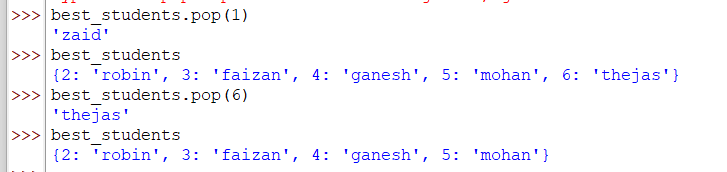 >>> best_students.pop(1)
'zaid'
>>> best_students
{2: 'robin', 3: 'faizan', 4: 'ganesh', 5: 'mohan', 6: 'thejas'}
>>> best_students.pop(6)
'thejas'
>>> best_students
{2: 'robin', 3: 'faizan', 4: 'ganesh', 5: 'mohan'}